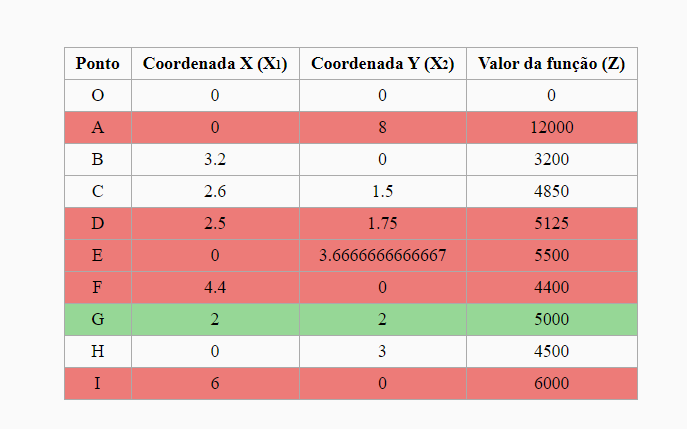 Ponto Coordenada X (X₁) Coordenada Y (X₂) Valor da função (Z)
O 0 0 0
A 0 8 12000
B 3.2 0 3200
C 2.6 1.5 4850
D 2.5 1.75 5125
E 0 3.6666666666667 5500
F 4.4 0 4400
G 2 2 5000
H 0 3 4500
I 6 0 6000